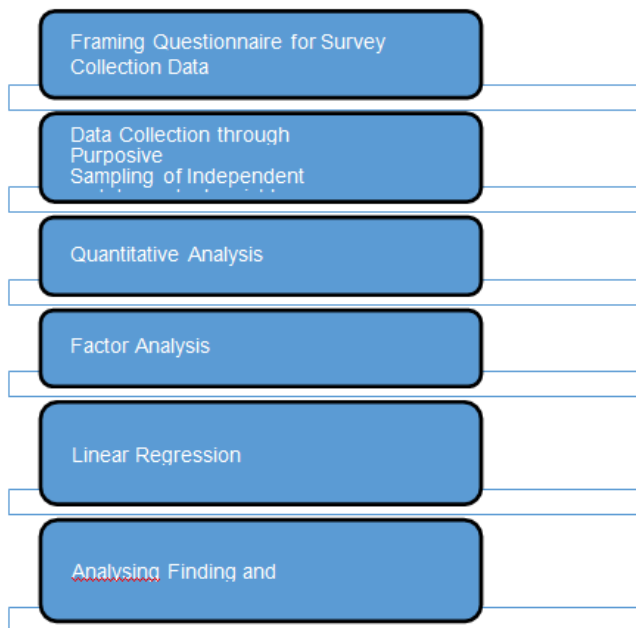 Framing Questionnaire for Survey
Collection Data
Data Collection through
Purposive
Sampling of Independent
Quantitative Analysis
Factor Analysis
Linear Regression
Analysing Finding and